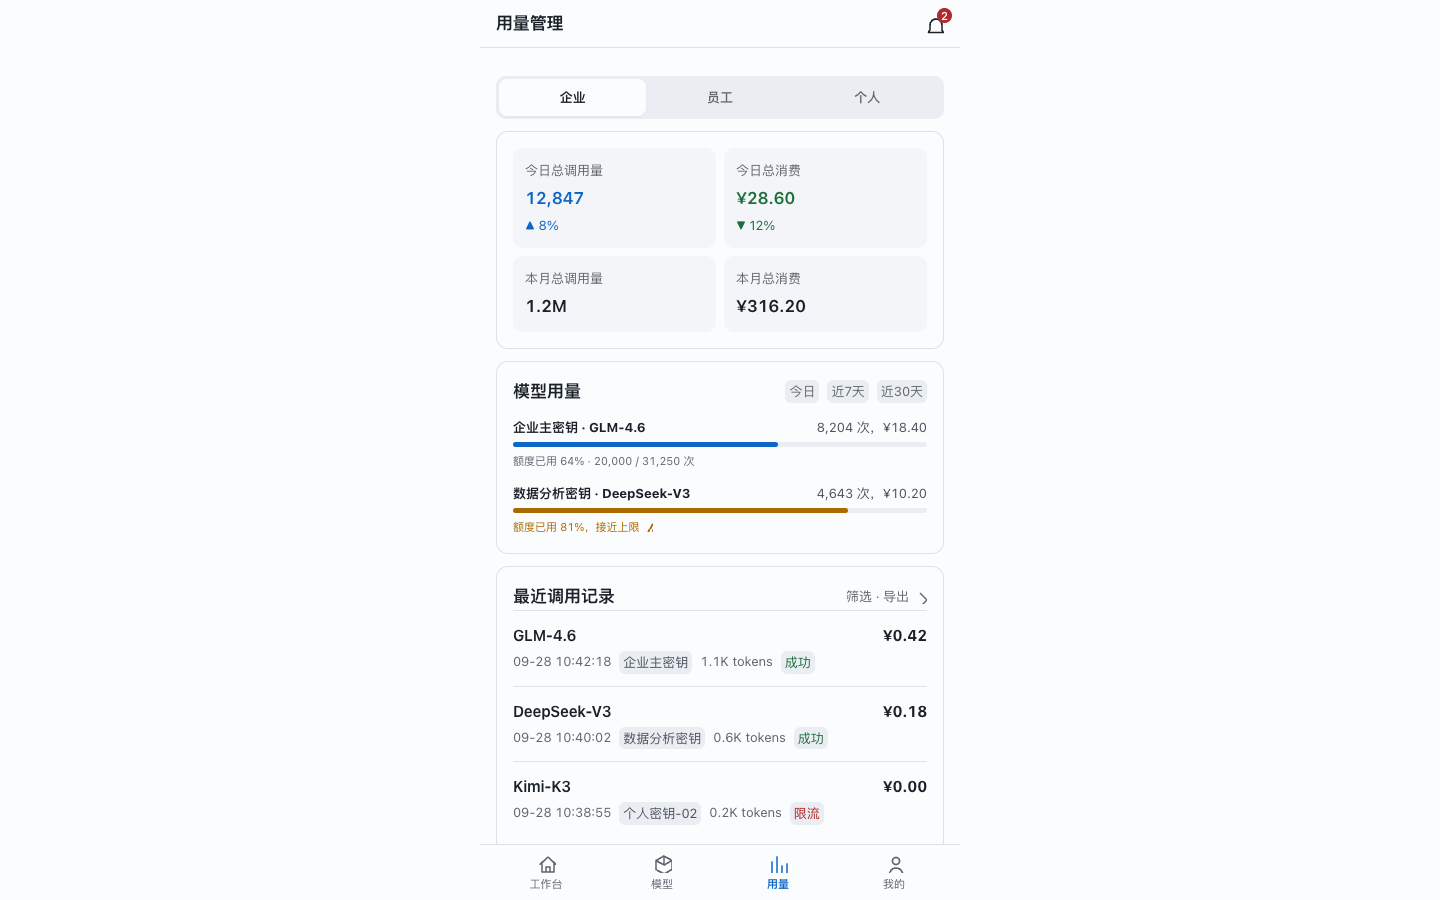 用量管理
2
企业 员工 个人
今日总调用量
12,847
▲ 8%
今日总消费
¥28.60
▼ 12%
本月总调用量
1.2M
本月总消费
¥316.20
模型用量 今日 近7天 近30天
企业主密钥 · GLM-4.6 8,204 次，¥18.40
额度已用 64% · 20,000 / 31,250 次
数据分析密钥 · DeepSeek-V3 4,643 次，¥10.20
额度已用 81%，接近上限
最近调用记录 筛选 · 导出
GLM-4.6 ¥0.42
09-28 10:42:18 企业主密钥 1.1K tokens 成功
DeepSeek-V3 ¥0.18
09-28 10:40:02 数据分析密钥 0.6K tokens 成功
Kimi-K3 ¥0.00
09-28 10:38:55 个人密钥-02 0.2K tokens 限流
工作台 模型 用量 我的